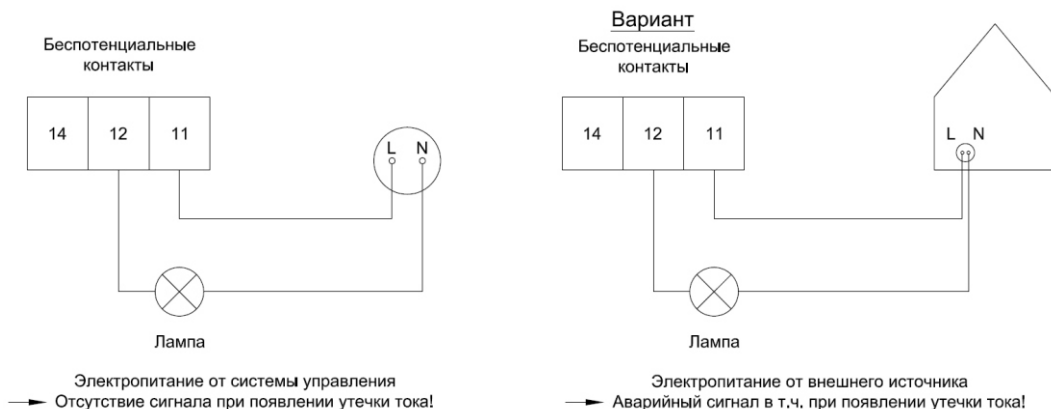 Беспотенциальные
контакты
14 12 11
L N
Лампа
Электропитание от системы управления
Отсутствие сигнала при появлении утечки тока!
Вариант
Беспотенциальные
контакты
14 12 11
L N
Лампа
Электропитание от внешнего источника
Аварийный сигнал в т,ч, при появлении утечки тока!